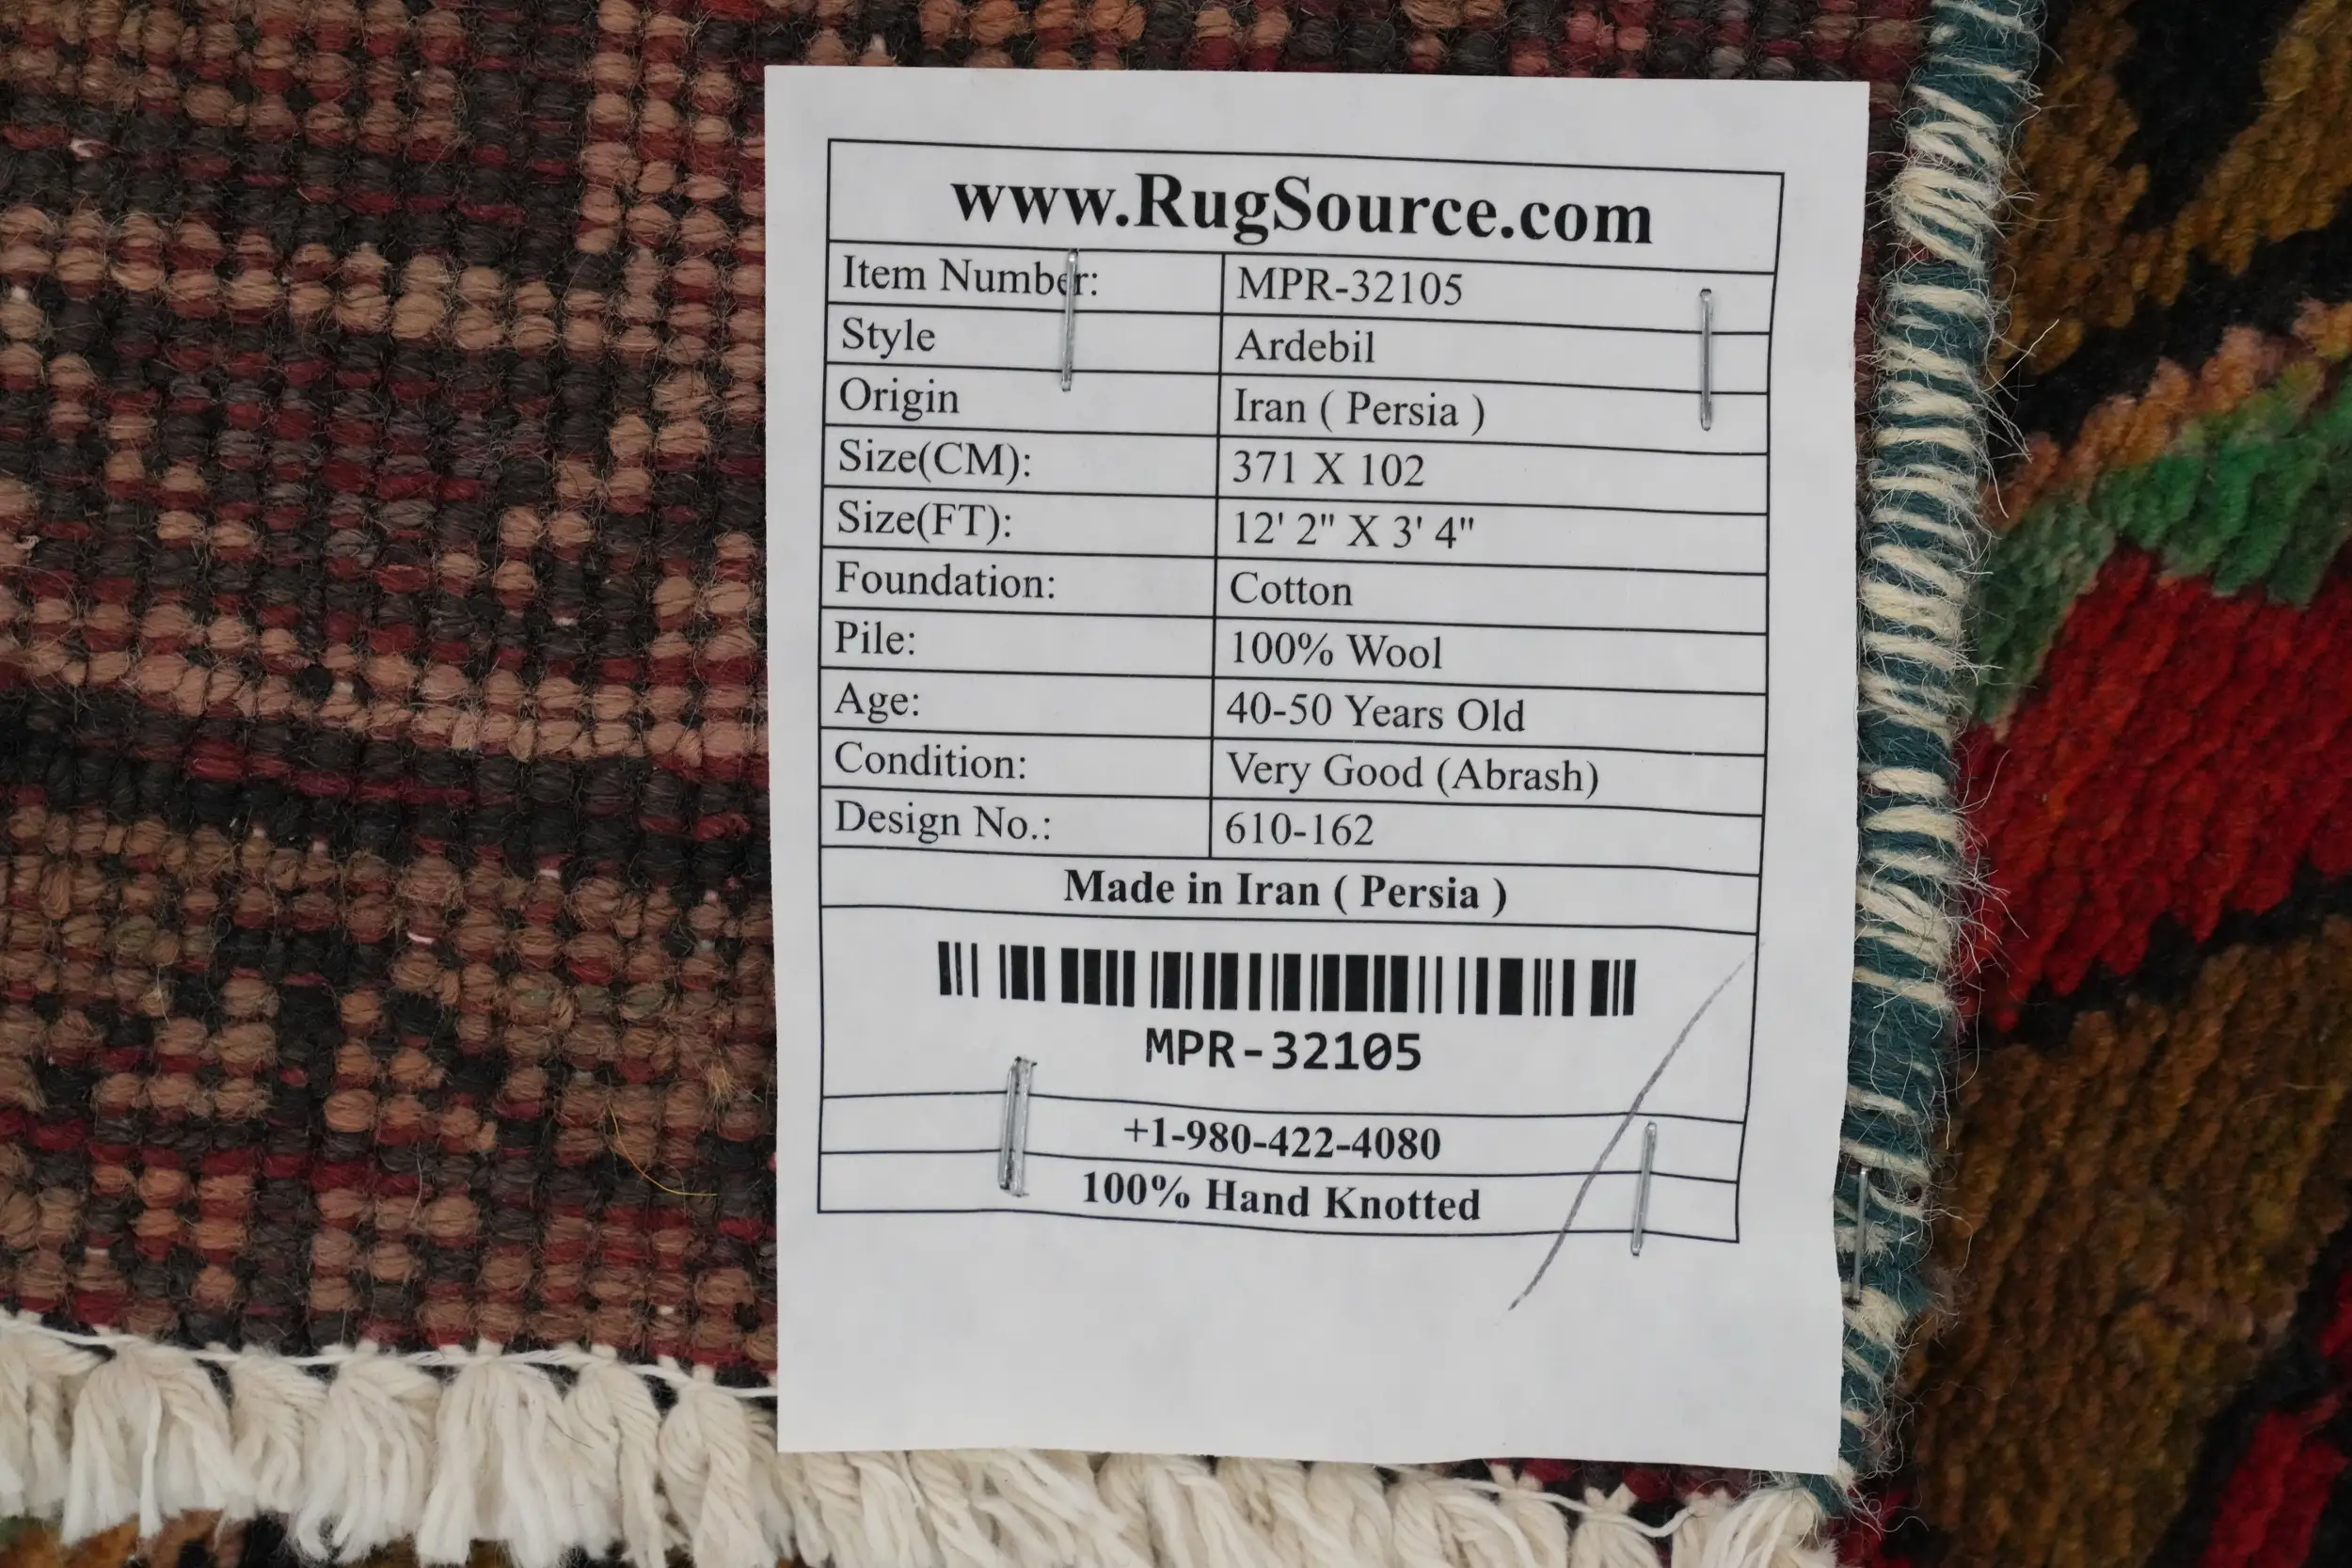 www.RugSource.com
Item Number: MPR-32105
Style Ardebil
Origin Iran ( Persia )
Size(CM): 371 X 102
Size(FT): 12' 2" X 3' 4"
Foundation: Cotton
Pile: 100% Wool
Age: 40-50 Years Old
Condition: Very Good (Abrash)
Design No.: 610-162
Made in Iran ( Persia )
MPR-32105
+1-980-422-4080
100% Hand Knotted